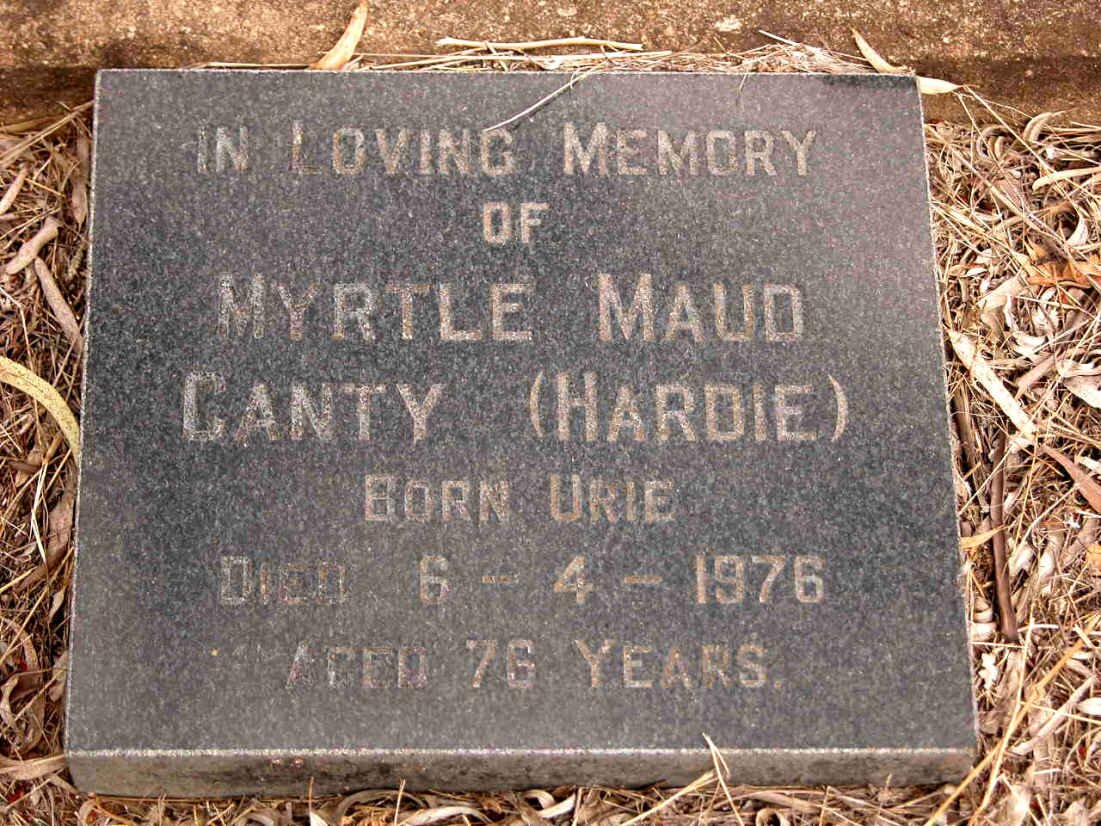 In Loving Memory
of
Myrtle Maud
Canty (Hardie)
Born Urie
Died 6 - 4 - 1976
Aged 76 Years.